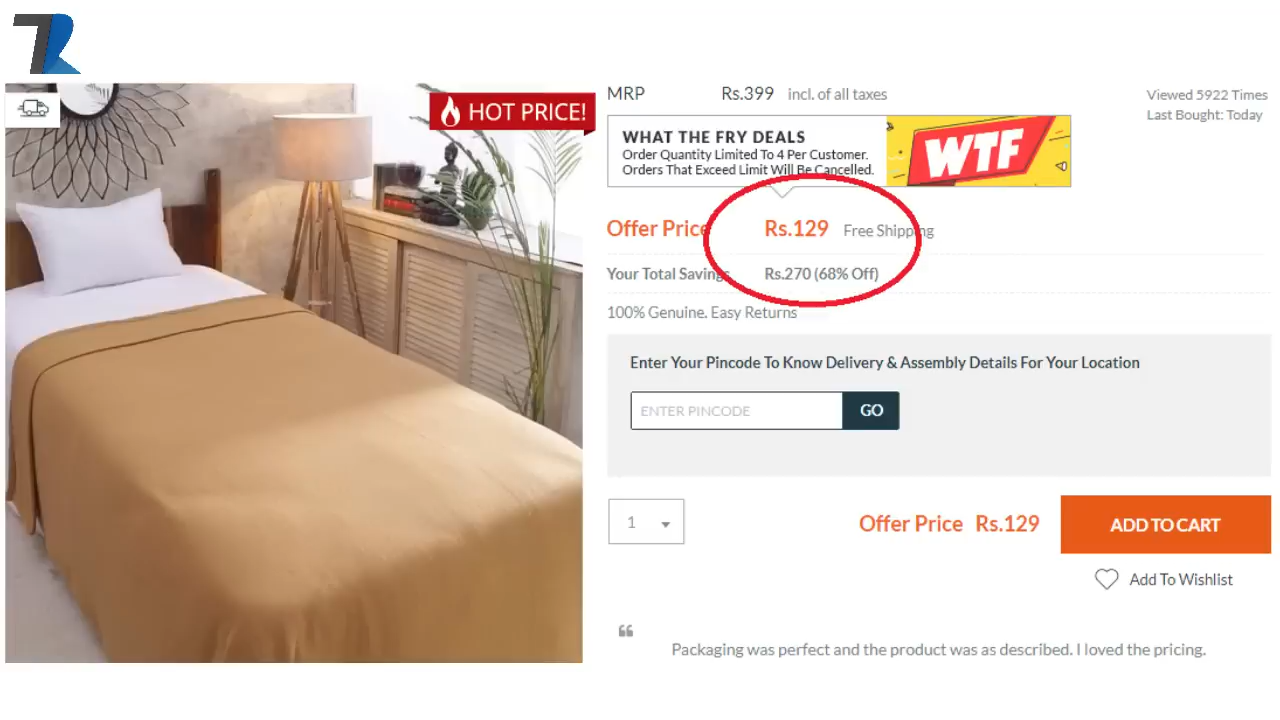 HOT PRICE!
MRP Rs.399 incl. of all taxes
Viewed 5922 Times
Last Bought: Today
WHAT THE FRY DEALS
Order Quantity Limited To 4 Per Customer.
Orders That Exceed Limit Will Be Cancelled.
WTF
Offer Price Rs.129 Free Shipping
Your Total Savings Rs.270 (68% Off)
100% Genuine. Easy Returns
Enter Your Pincode To Know Delivery & Assembly Details For Your Location
ENTER PINCODE GO
1 Offer Price Rs.129 ADD TO CART
Add To Wishlist
“
Packaging was perfect and the product was as described. I loved the pricing.